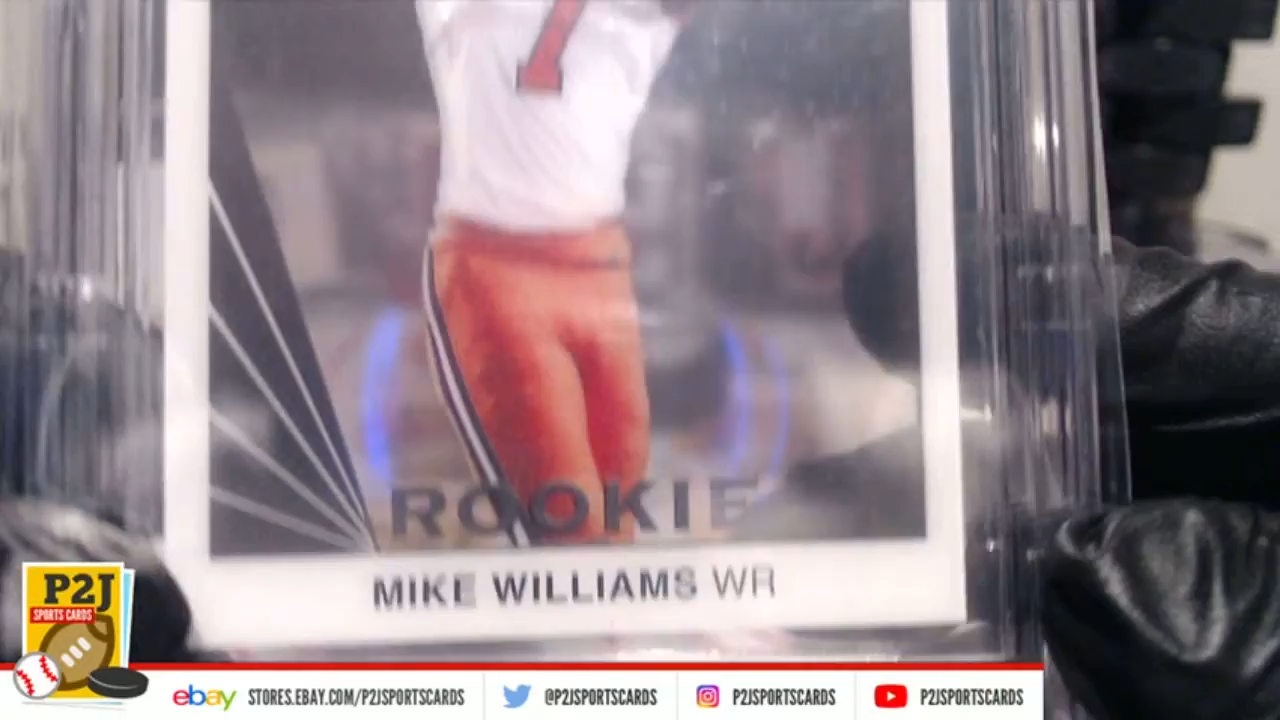 7
ROOKIE
MIKE WILLIAMS WR
P2J
SPORTS CARDS
ebay STORES.EBAY.COM/P2JSPORTSCARDS @P2JSPORTSCARDS P2JSPORTSCARDS P2JSPORTSCARDS